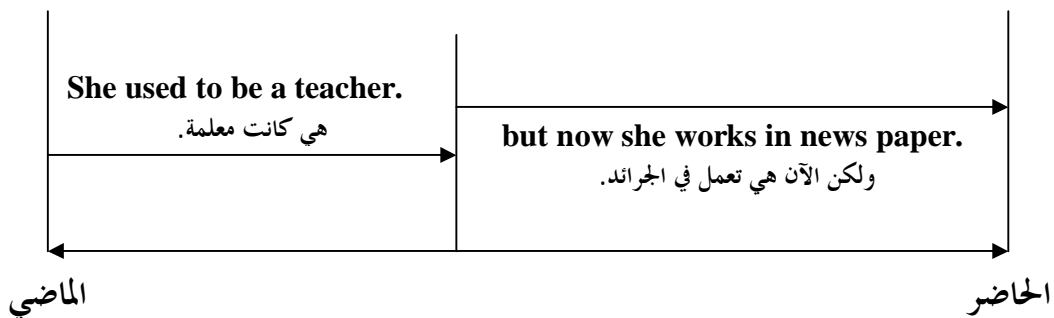 She used to be a teacher.
هي كانت معلمة.
but now she works in news paper.
ولكن الآن هي تعمل في الجرائد.
الماضي
الحاضر